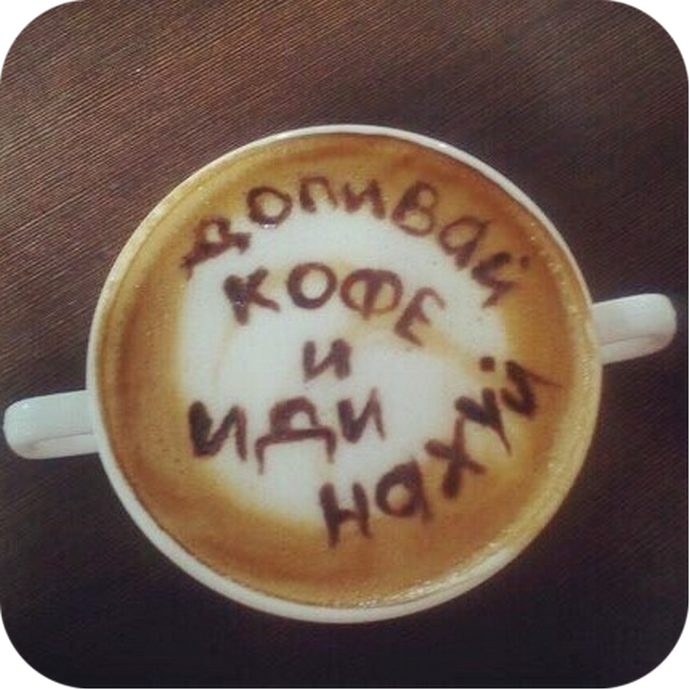 допивай
кофе
и
иди
нахуй